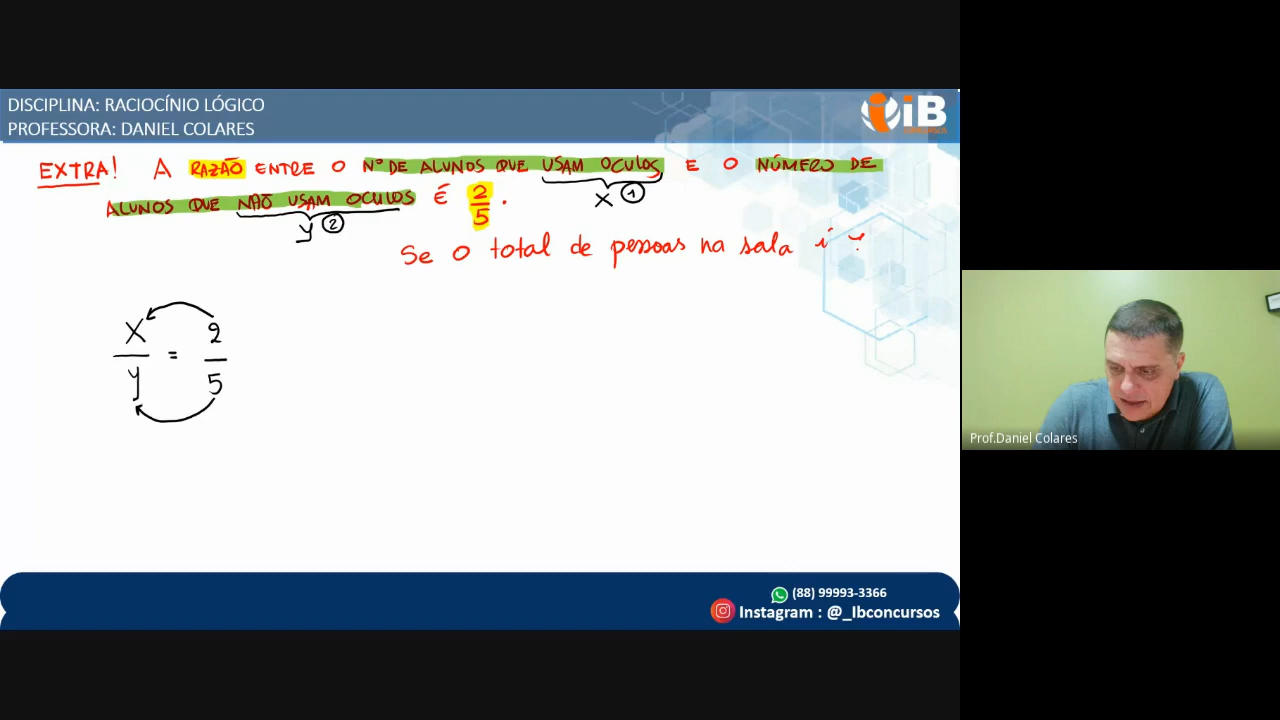 DISCIPLINA: RACIOCÍNIO LÓGICO
PROFESSORA: DANIEL COLARES
iB
EXTRA! A RAZÃO ENTRE O Nº DE ALUNOS QUE USAM OCULOS E O NÚMERO DE
ALUNOS QUE NÃO USAM OCULOS É 2/5.
X 1
y 2
Se o total de pessoas na sala
X/y = 2/5
Prof.Daniel Colares
(88) 99993-3366
Instagram : @_Ibconcursos